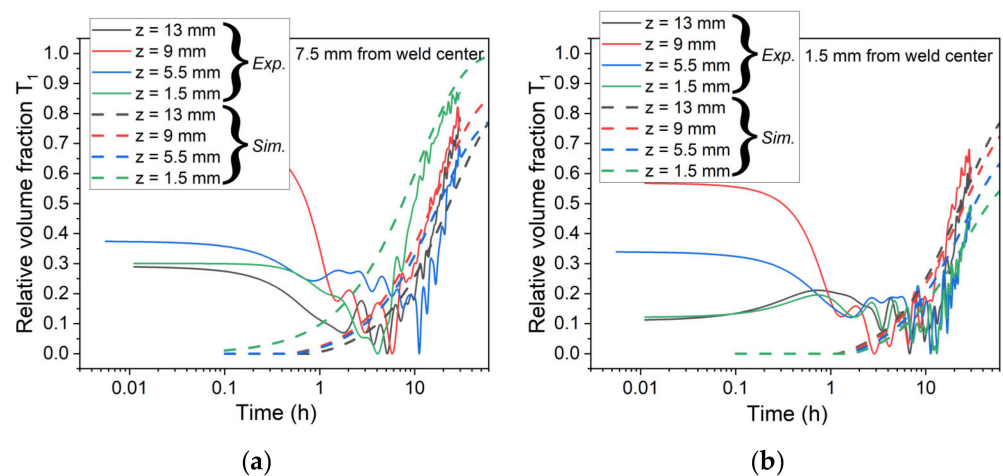 z = 13 mm
z = 9 mm
z = 5.5 mm
z = 1.5 mm
Exp.
z = 13 mm
z = 9 mm
z = 5.5 mm
z = 1.5 mm
Sim.
7.5 mm from weld center
Relative volume fraction T₁
1.0
0.9
0.8
0.7
0.6
0.5
0.4
0.3
0.2
0.1
0.0
0.01 0.1 1 10
Time (h)
(a)
z = 13 mm
z = 9 mm
z = 5.5 mm
z = 1.5 mm
Exp.
z = 13 mm
z = 9 mm
z = 5.5 mm
z = 1.5 mm
Sim.
1.5 mm from weld center
Relative volume fraction T₁
1.0
0.9
0.8
0.7
0.6
0.5
0.4
0.3
0.2
0.1
0.0
0.01 0.1 1 10
Time (h)
(b)